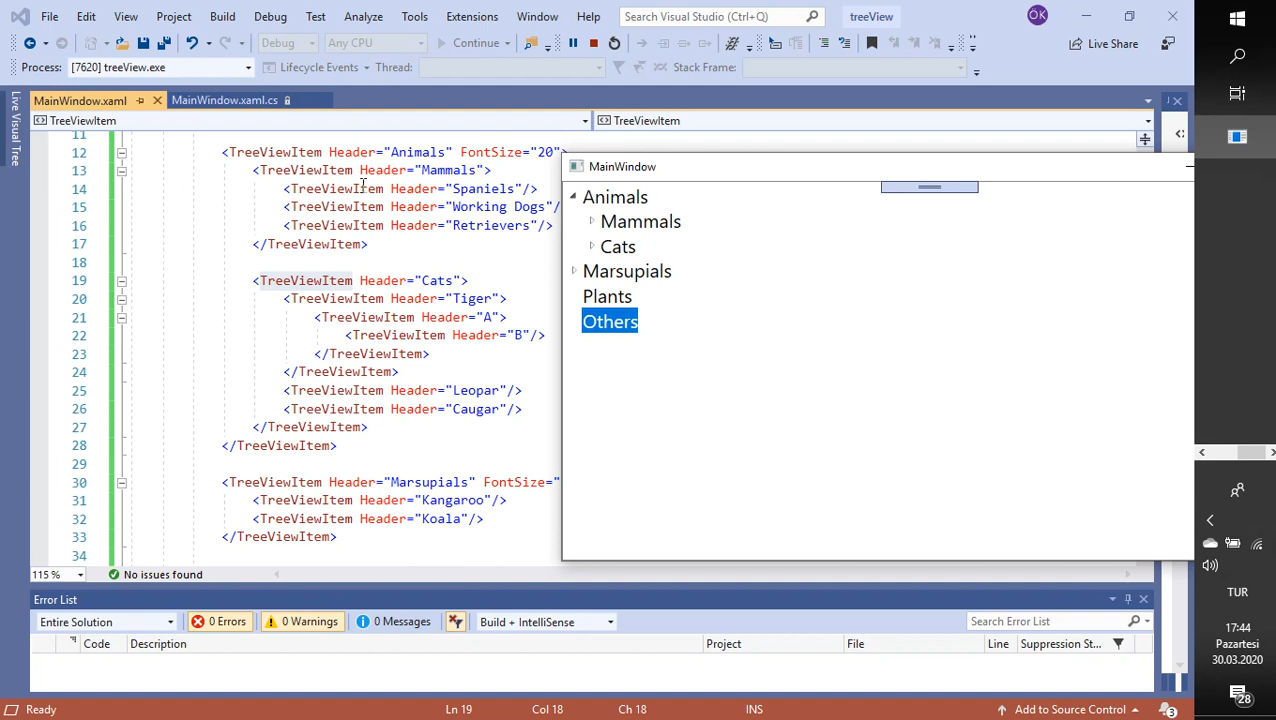 File Edit View Project Build Debug Test Analyze Tools Extensions Window Help Search Visual Studio (Ctrl+Q) treeView OK
Debug Any CPU Continue Live Share
Process: [7620] treeView.exe Lifecycle Events Thread: Stack Frame:
MainWindow.xaml MainWindow.xaml.cs
TreeViewItem TreeViewItem
Live Visual Tree
11
12 <TreeViewItem Header="Animals" FontSize="20">
13 <TreeViewItem Header="Mammals">
14 <TreeViewItem Header="Spaniels"/>
15 <TreeViewItem Header="Working Dogs"/
16 <TreeViewItem Header="Retrievers"/>
17 </TreeViewItem>
18
19 <TreeViewItem Header="Cats">
20 <TreeViewItem Header="Tiger">
21 <TreeViewItem Header="A">
22 <TreeViewItem Header="B"/>
23 </TreeViewItem>
24 </TreeViewItem>
25 <TreeViewItem Header="Leopar"/>
26 <TreeViewItem Header="Caugar"/>
27 </TreeViewItem>
28 </TreeViewItem>
29
30 <TreeViewItem Header="Marsupials" FontSize="
31 <TreeViewItem Header="Kangaroo"/>
32 <TreeViewItem Header="Koala"/>
33 </TreeViewItem>
34
MainWindow
Animals
Mammals
Cats
Marsupials
Plants
Others
115 % No issues found
Error List
Entire Solution 0 Errors 0 Warnings 0 Messages Build + IntelliSense Search Error List
Code Description Project File Line Suppression St...
Ready Ln 19 Col 18 Ch 18 INS Add to Source Control 3
TUR
17:44
Pazartesi
30.03.2020
28